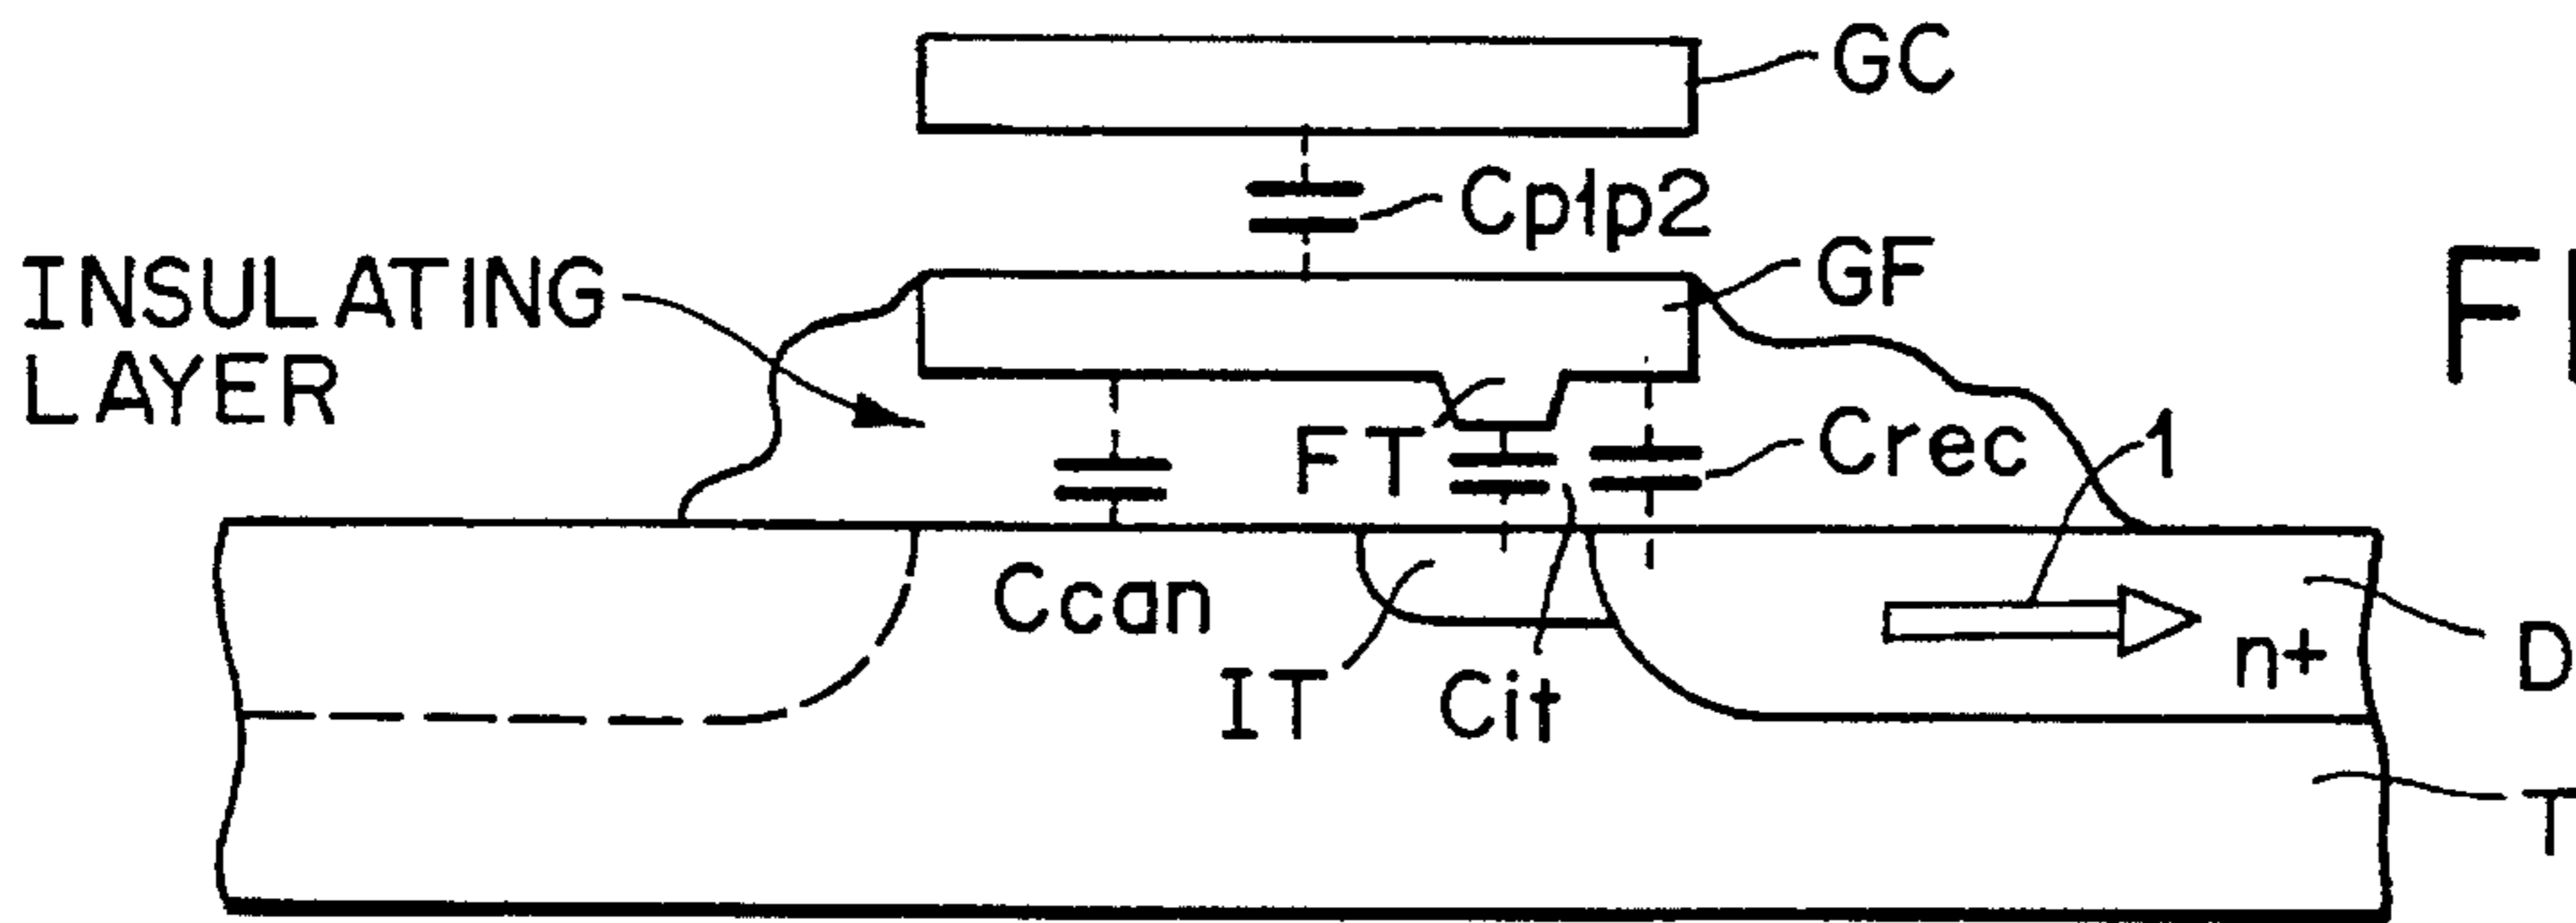 GC
Cp1p2
INSULATING
LAYER
GF
FT
Crec
1
Ccan
IT
Cit
n+
D
T